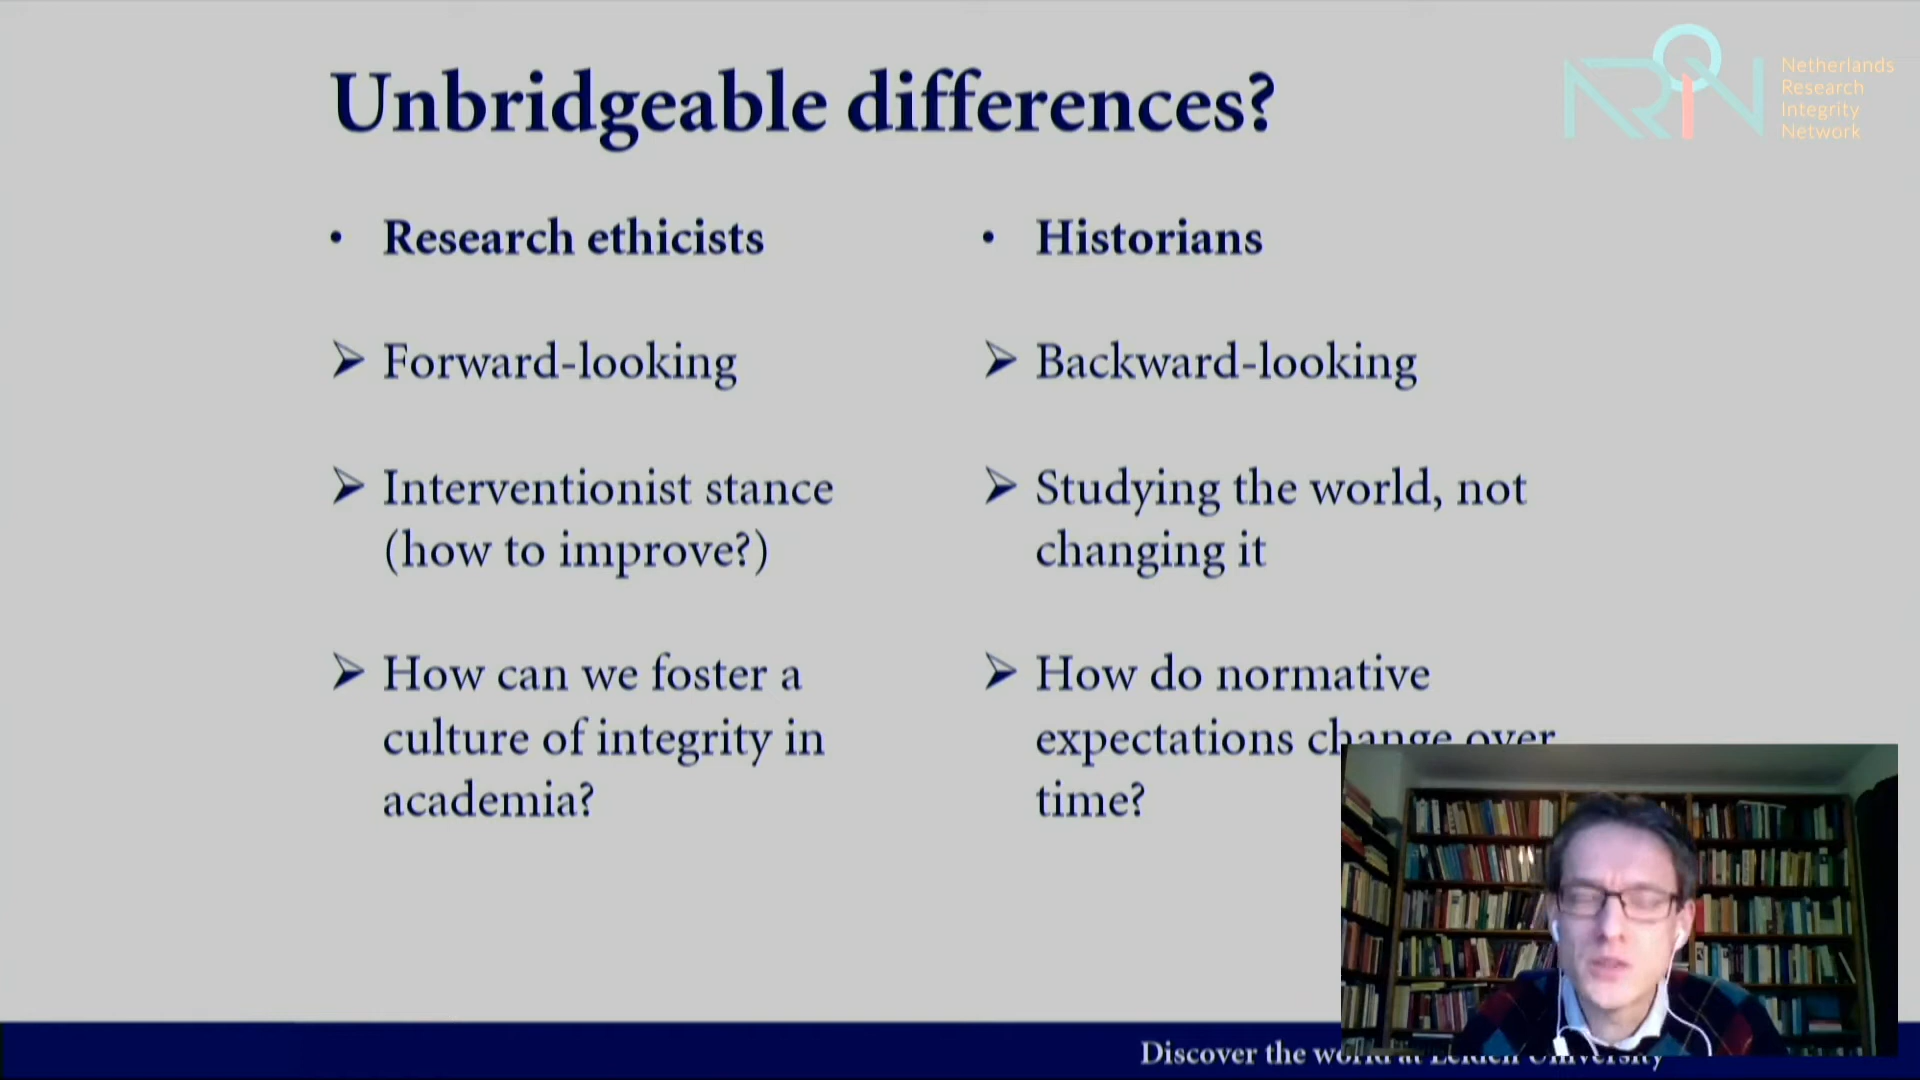 Unbridgeable differences?
Netherlands
Research
Integrity
Network
NRIN
• Research ethicists
➢ Forward-looking
➢ Interventionist stance
(how to improve?)
➢ How can we foster a
culture of integrity in
academia?
• Historians
➢ Backward-looking
➢ Studying the world, not
changing it
➢ How do normative
expectations change over
time?
Discover the world at Leiden University